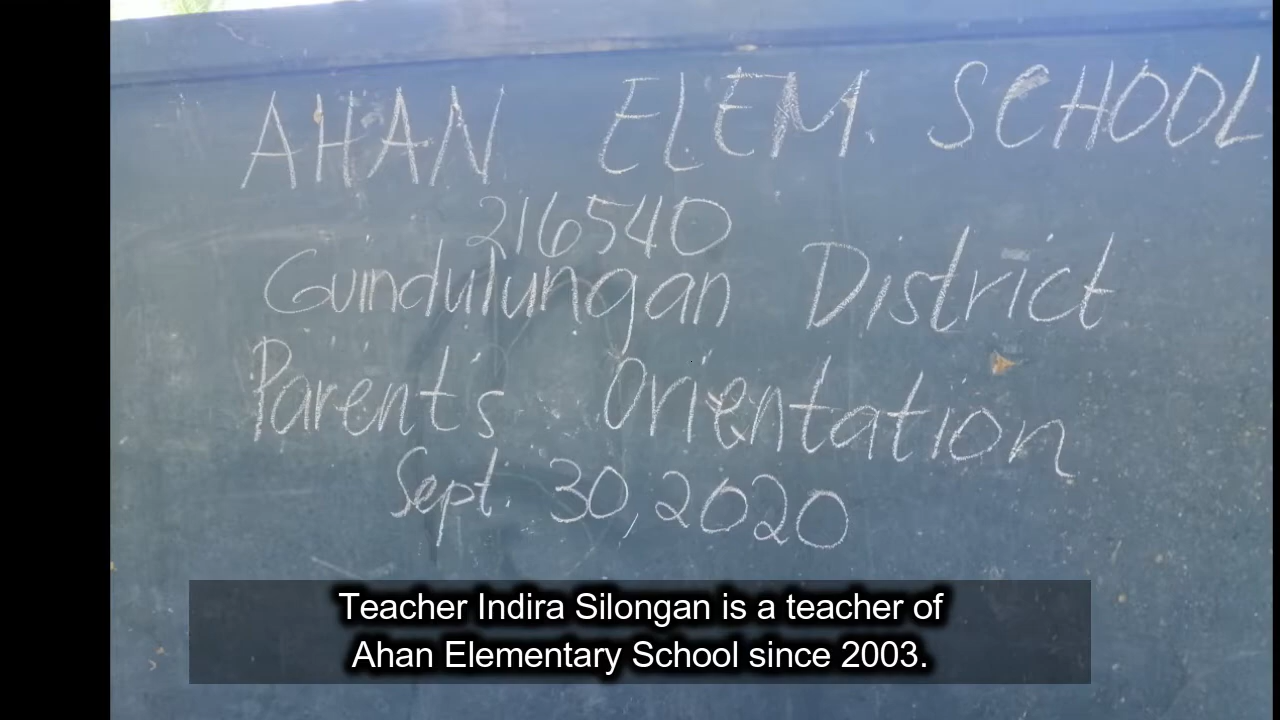 AHAN ELEM. SCHOOL
216540
Guindulungan District
Parent's Orientation
Sept. 30, 2020
Teacher Indira Silongan is a teacher of
Ahan Elementary School since 2003.